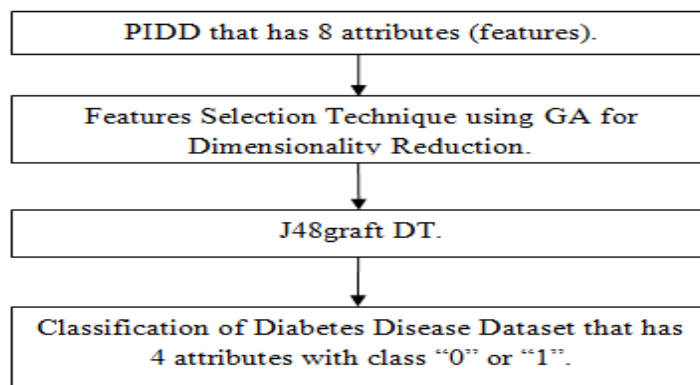 PIDD that has 8 attributes (features).
Features Selection Technique using GA for
Dimensionality Reduction.
J48graft DT.
Classification of Diabetes Disease Dataset that has
4 attributes with class “0” or “1”.